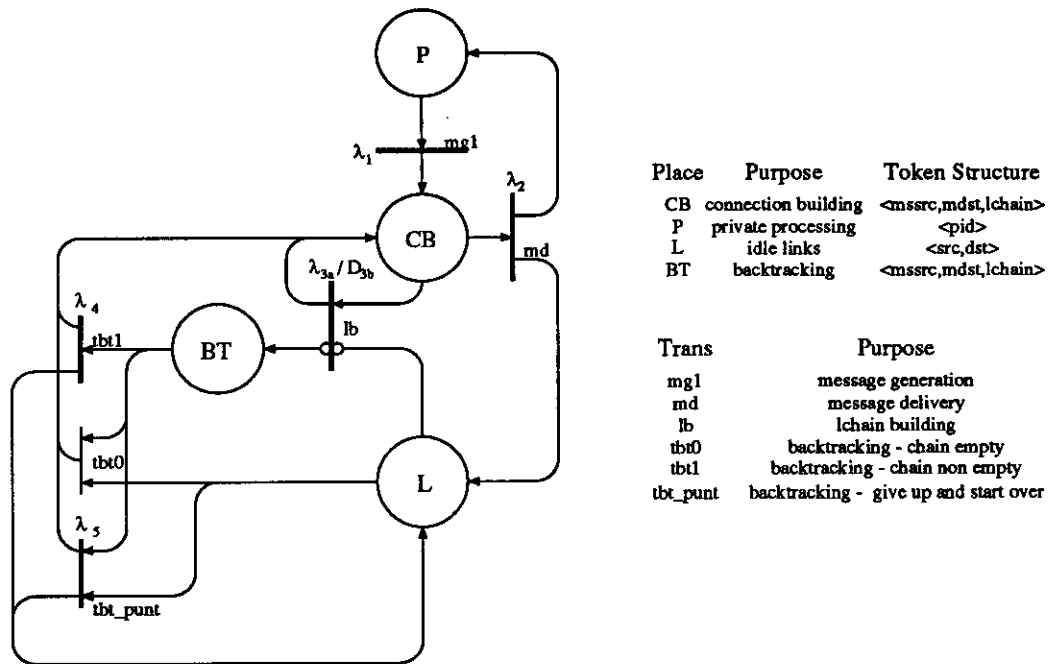 P
λ1
mg1
λ2
CB
md
λ3a / D3b
lb
λ4
tbt1
BT
tbt0
L
λ5
tbt_punt
Place Purpose Token Structure
CB connection building <mssrc,mdst,lchain>
P private processing <pid>
L idle links <src,dst>
BT backtracking <mssrc,mdst,lchain>
Trans Purpose
mg1 message generation
md message delivery
lb lchain building
tbt0 backtracking - chain empty
tbt1 backtracking - chain non empty
tbt_punt backtracking - give up and start over